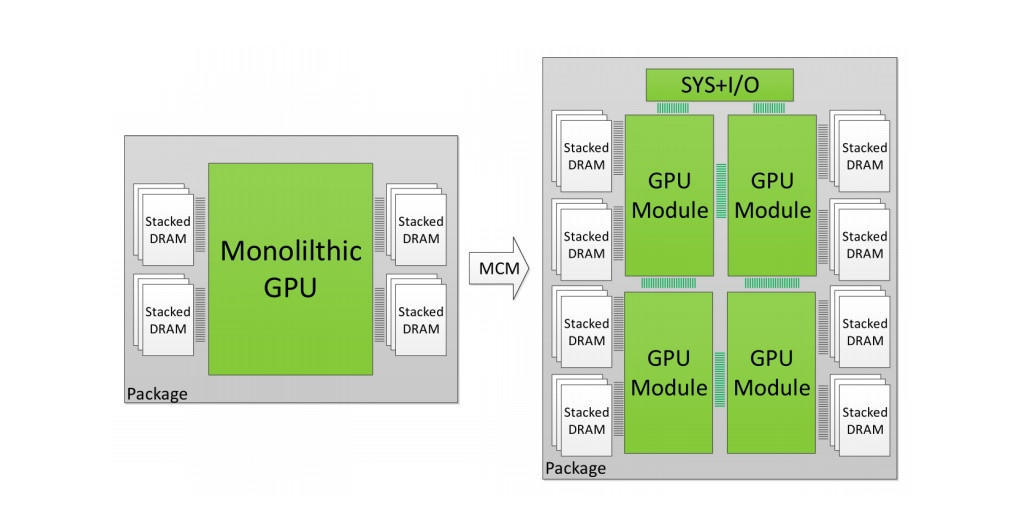 Stacked
DRAM
Stacked
DRAM
Monolilthic
GPU
Stacked
DRAM
Stacked
DRAM
Package
MCM
SYS+I/O
Stacked
DRAM
GPU
Module
GPU
Module
Stacked
DRAM
Stacked
DRAM
Stacked
DRAM
Stacked
DRAM
GPU
Module
GPU
Module
Stacked
DRAM
Stacked
DRAM
Stacked
DRAM
Package